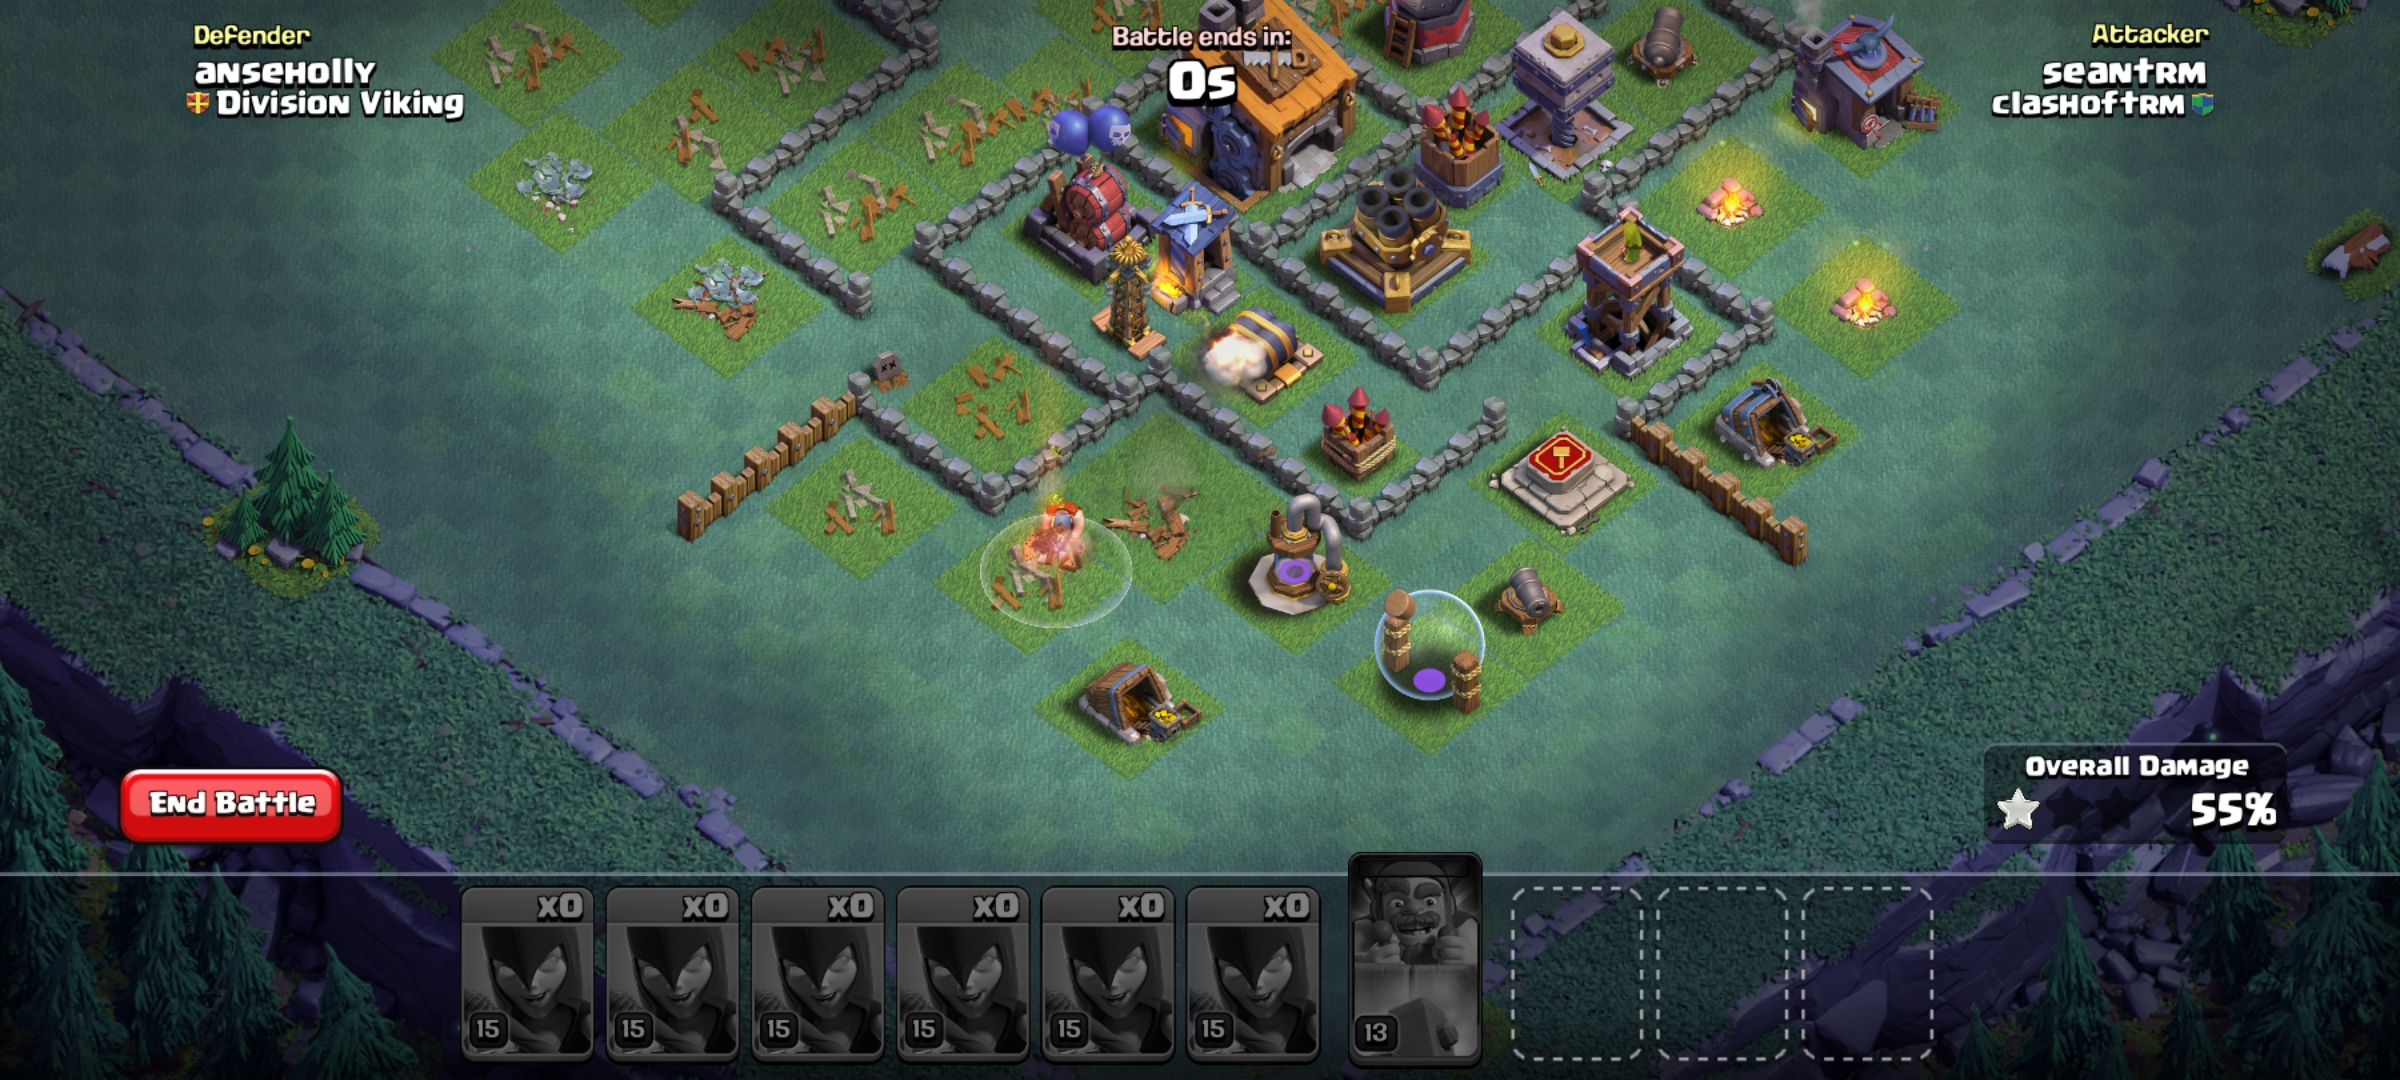 Defender
anseholly
Division Viking
Battle ends in:
0s
Attacker
seantrm
clashoftrm
End Battle
Overall Damage
55%
x0
x0
x0
x0
x0
x0
15
15
15
15
15
15
13